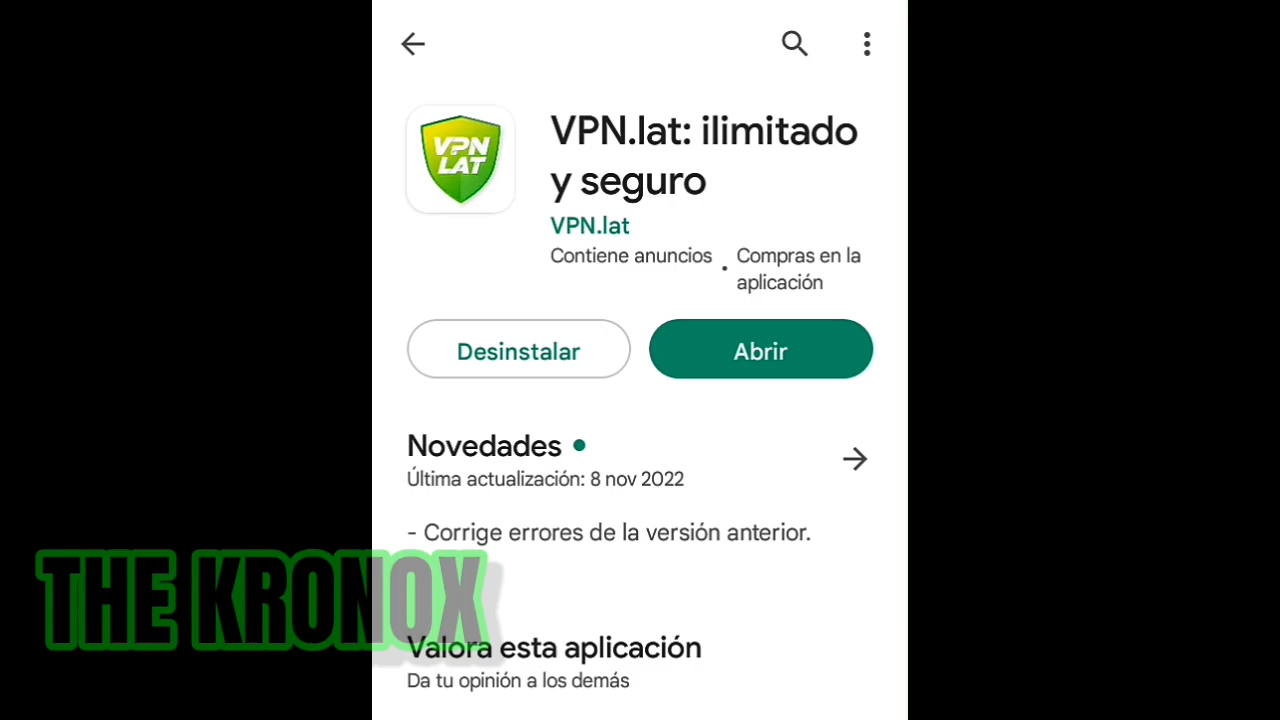 VPN
LAT
VPN.lat: ilimitado
y seguro
VPN.lat
Contiene anuncios · Compras en la
aplicación
Desinstalar
Abrir
Novedades
Última actualización: 8 nov 2022
- Corrige errores de la versión anterior.
THE KRONOX
Valora esta aplicación
Da tu opinión a los demás